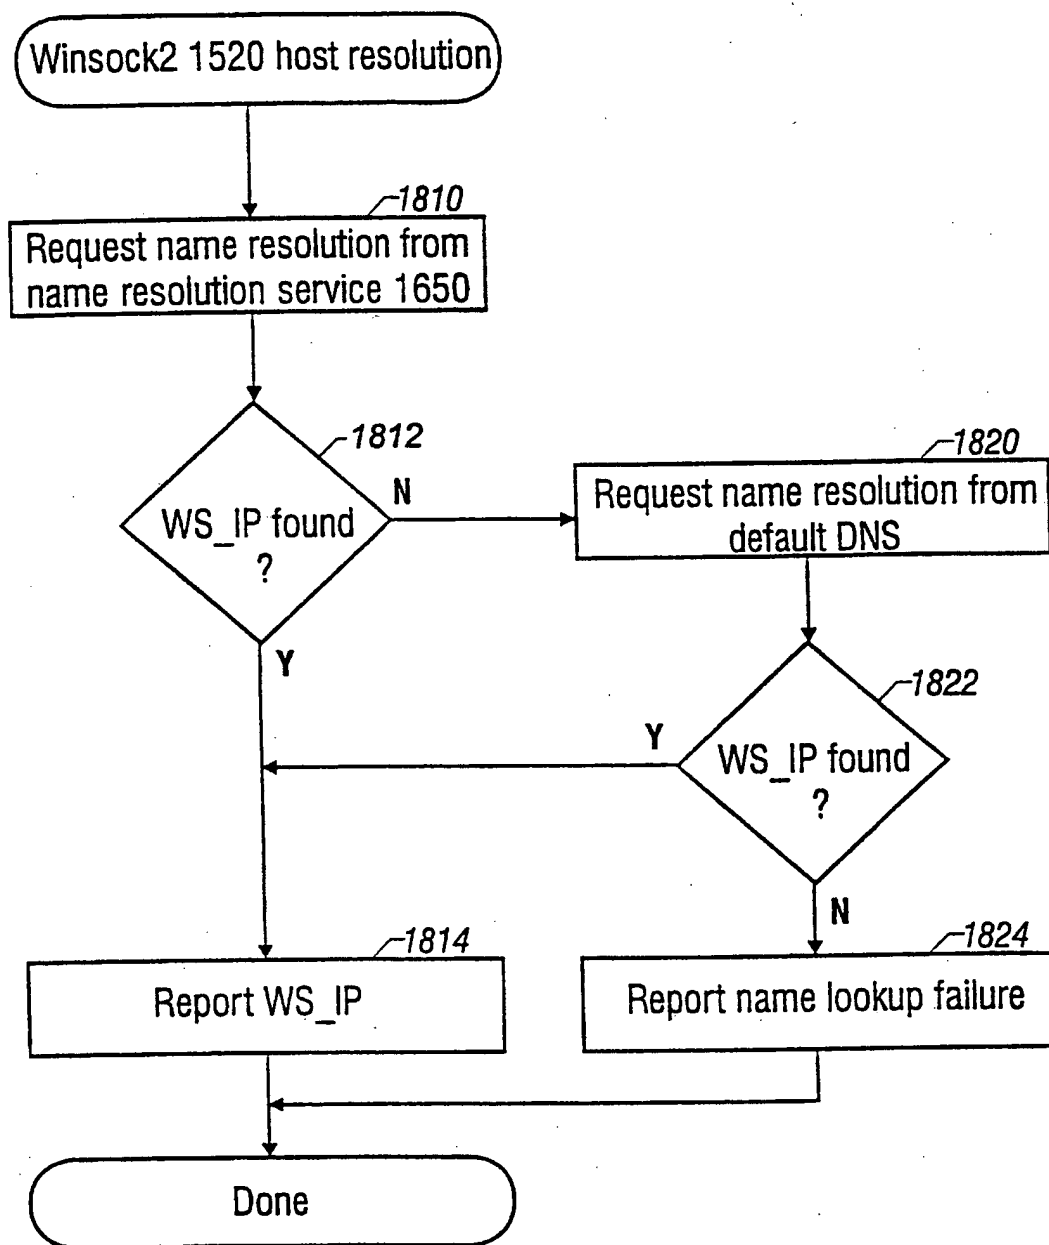 Winsock2 1520 host resolution
1810
Request name resolution from
name resolution service 1650
1812
WS_IP found
?
N
Y
1820
Request name resolution from
default DNS
1822
WS_IP found
?
Y
N
1814
Report WS_IP
1824
Report name lookup failure
Done